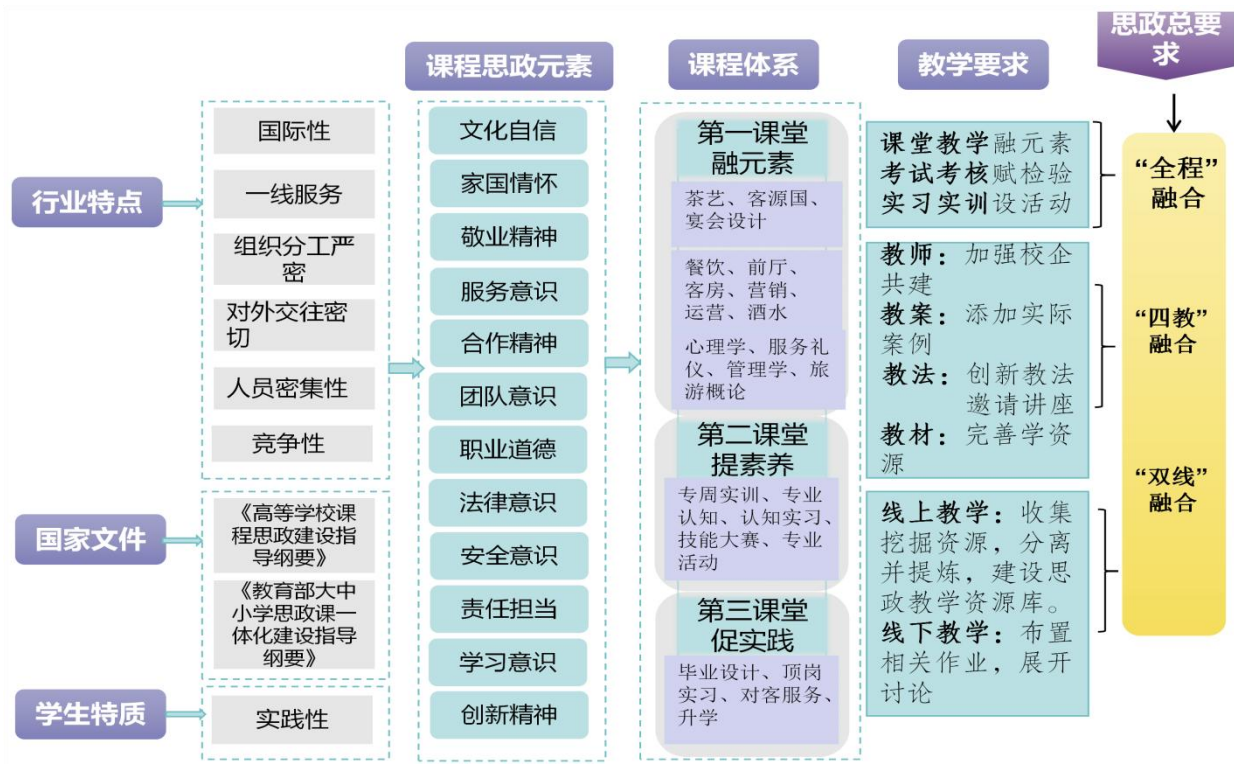 思政总要
求
课程思政元素
课程体系
教学要求
行业特点
国际性
一线服务
组织分工严
密
对外交往密
切
人员密集性
竞争性
国家文件
《高等学校课
程思政建设指
导纲要》
《教育部大中
小学思政课一
体化建设指导
纲要》
学生特质
实践性
文化自信
家国情怀
敬业精神
服务意识
合作精神
团队意识
职业道德
法律意识
安全意识
责任担当
学习意识
创新精神
第一课堂
融元素
茶艺、客源国、
宴会设计
餐饮、前厅、
客房、营销、
运营、酒水
心理学、服务礼
仪、管理学、旅
游概论
第二课堂
提素养
专周实训、专业
认知、认知实习、
技能大赛、专业
活动
第三课堂
促实践
毕业设计、顶岗
实习、对客服务、
升学
课堂教学融元素
考试考核赋检验
实习实训设活动
教师：加强校企
共建
教案：添加实际
案例
教法：创新教法
邀请讲座
教材：完善学资
源
线上教学：收集
挖掘资源，分离
并提炼，建设思
政教学资源库。
线下教学：布置
相关作业，展开
讨论
“全程”
融合
“四教”
融合
“双线”
融合